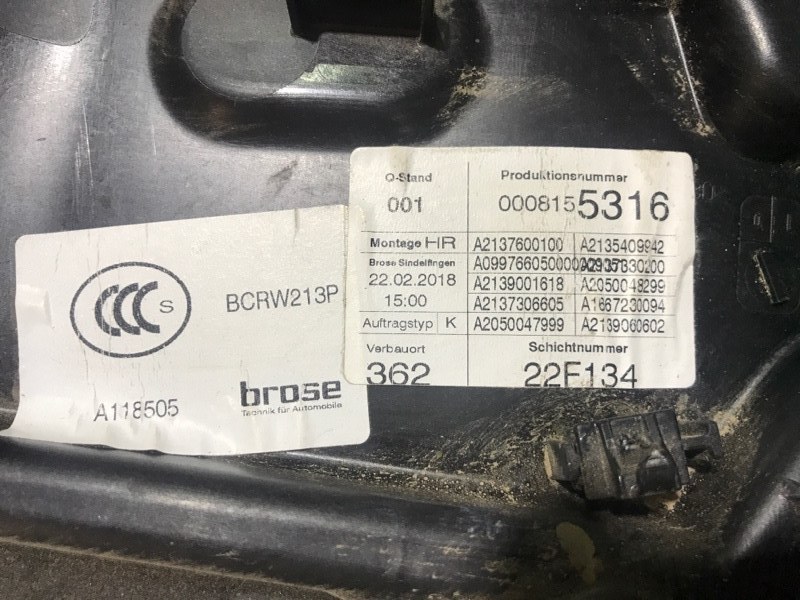 CCC S
BCRW213P
A118505
brose
Technik für Automobile
Q-Stand Produktionsnummer
001 0008155316
Montage HR A2137600100 A2135409942
Brose Sindelfingen
22.02.2018 A2139001618 A2050048299
15:00 A2137306605 A1667230094
Auftragstyp K A2050047999 A2139060602
Verbauort Schichtnummer
362 22F134